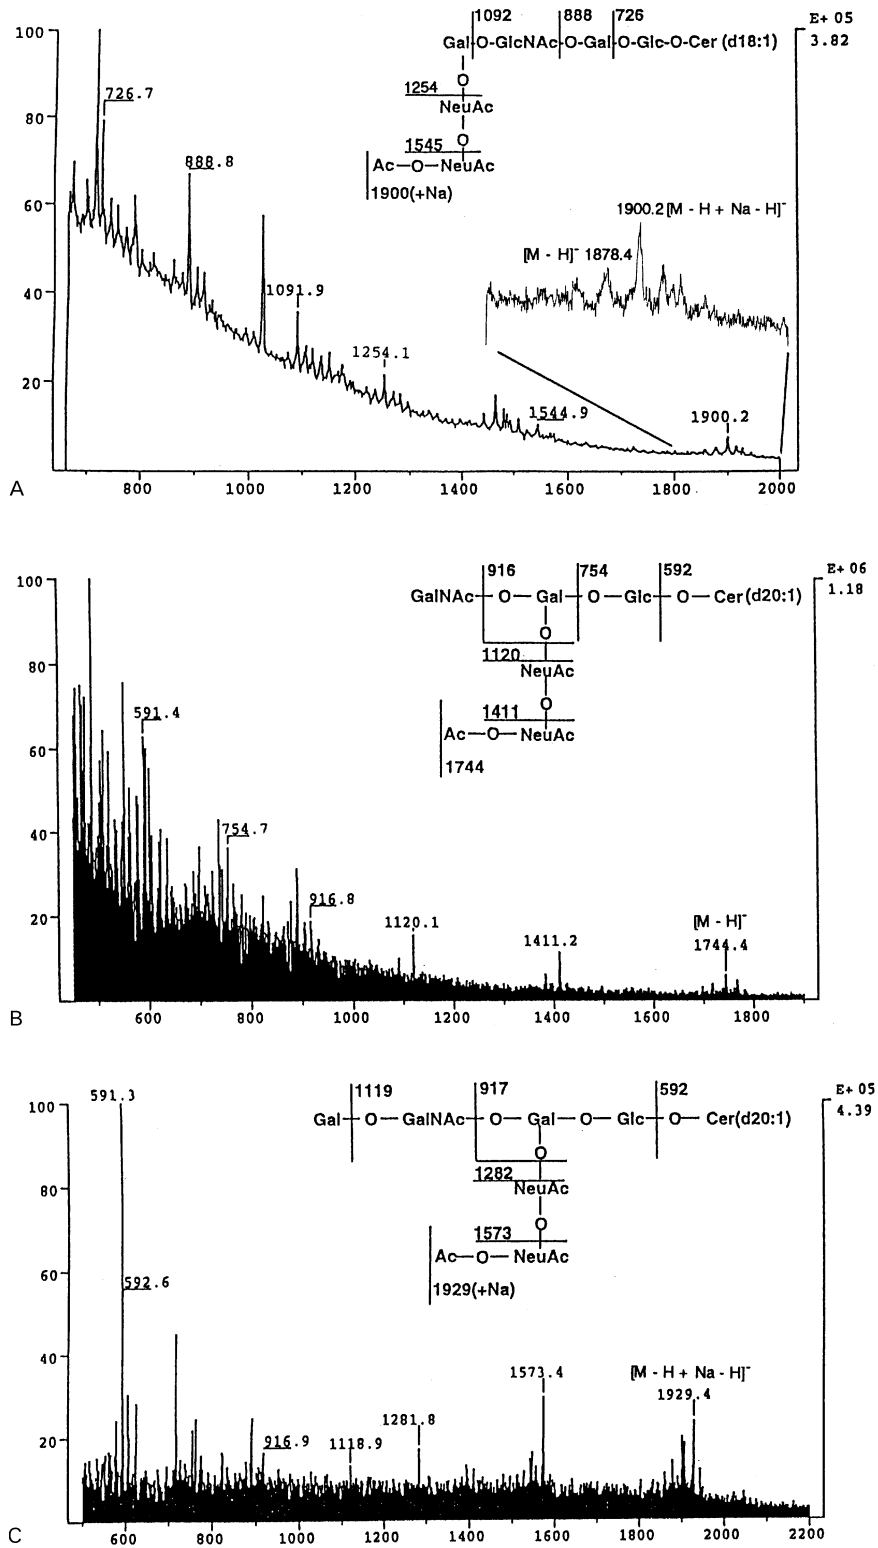 1092 888 726
E+ 05
3.82
Gal-O-GlcNAc-O-Gal-O-Glc-O-Cer (d18:1)
O
1254
NeuAc
O
1545
Ac-O-NeuAc
1900(+Na)
100
80
60
40
20
726.7
888.8
1091.9
1254.1
1544.9
1900.2
1900.2[M - H + Na - H]⁻
[M - H]⁻ 1878.4
800 1000 1200 1400 1600 1800 2000
A
916 754 592
E+ 06
1.18
GalNAc-O-Gal-O-Glc-O-Cer(d20:1)
O
1120
NeuAc
O
1411
Ac-O-NeuAc
1744
100
80
60
40
20
591.4
754.7
916.8
1120.1
1411.2
[M - H]⁻
1744.4
600 800 1000 1200 1400 1600 1800
B
1119 917 592
E+ 05
4.39
Gal-O-GalNAc-O-Gal-O-Glc-O-Cer(d20:1)
O
1282
NeuAc
O
1573
Ac-O-NeuAc
1929(+Na)
100
80
60
40
20
591.3
592.6
916.9
1118.9
1281.8
1573.4
[M - H + Na - H]⁻
1929.4
600 800 1000 1200 1400 1600 1800 2000 2200
C